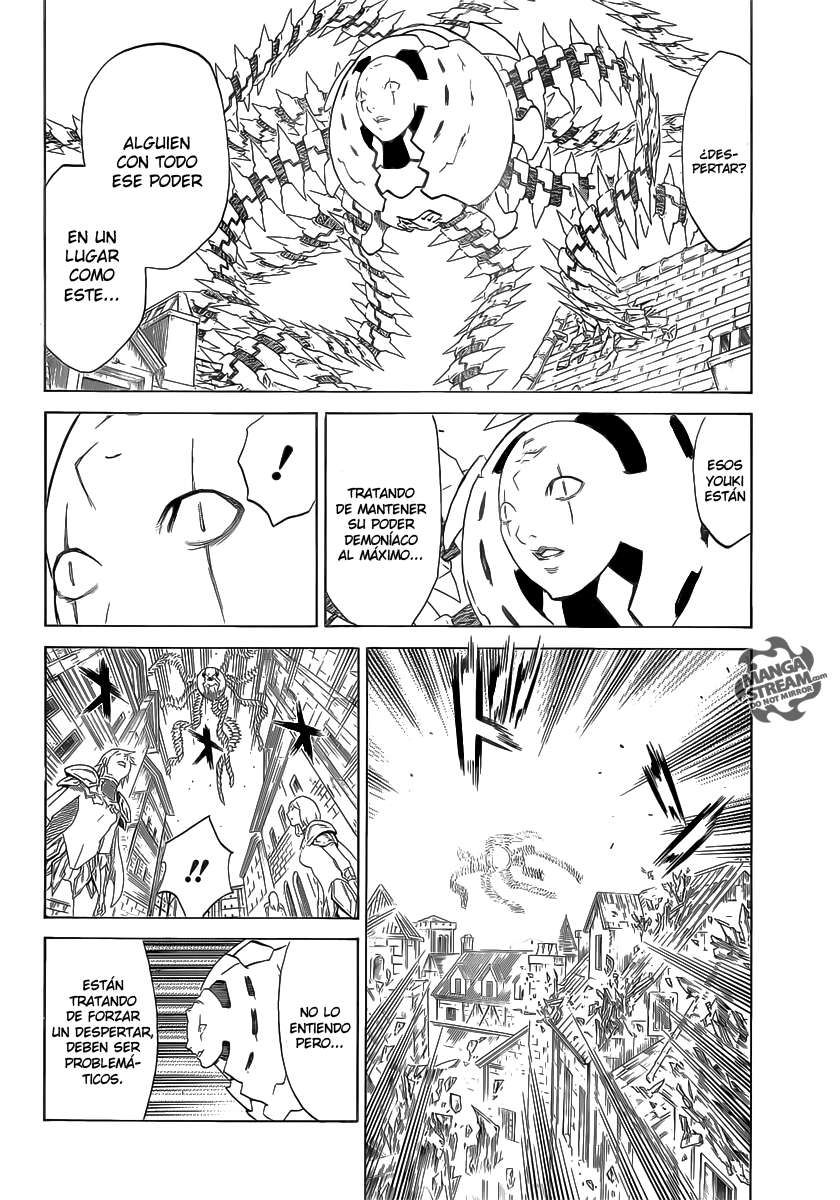 ¿DES-
PERTAR?
ALGUIEN
CON TODO
ESE PODER
EN UN
LUGAR
COMO
ESTE...
ESOS
YOUKI
ESTÁN
TRATANDO
DE MANTENER
SU PODER
DEMONÍACO
AL MÁXIMO...
!
MANGA
STREAM.com
DO NOT MIRROR
ド
ン
!!
NO LO
ENTIENDO
PERO...
ESTÁN
TRATANDO
DE FORZAR
UN DESPERTAR,
DEBEN SER
PROBLEMÁ-
TICOS.